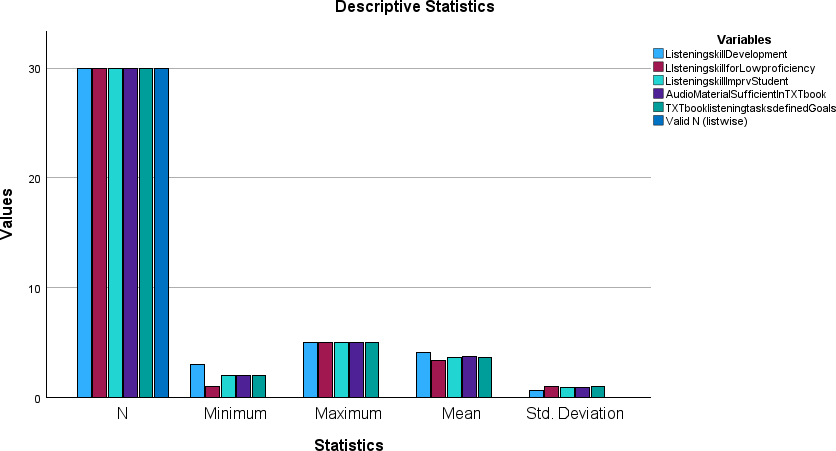 Descriptive Statistics
Variables
ListeningskillDevelopment
LIsteningskillforLowproficiency
ListeningskillImprvStudent
AudioMaterialSufficientInTXTbook
TXTbooklisteningtasksdefinedGoals
Valid N (listwise)
Values
30
20
10
0
N Minimum Maximum Mean Std. Deviation
Statistics